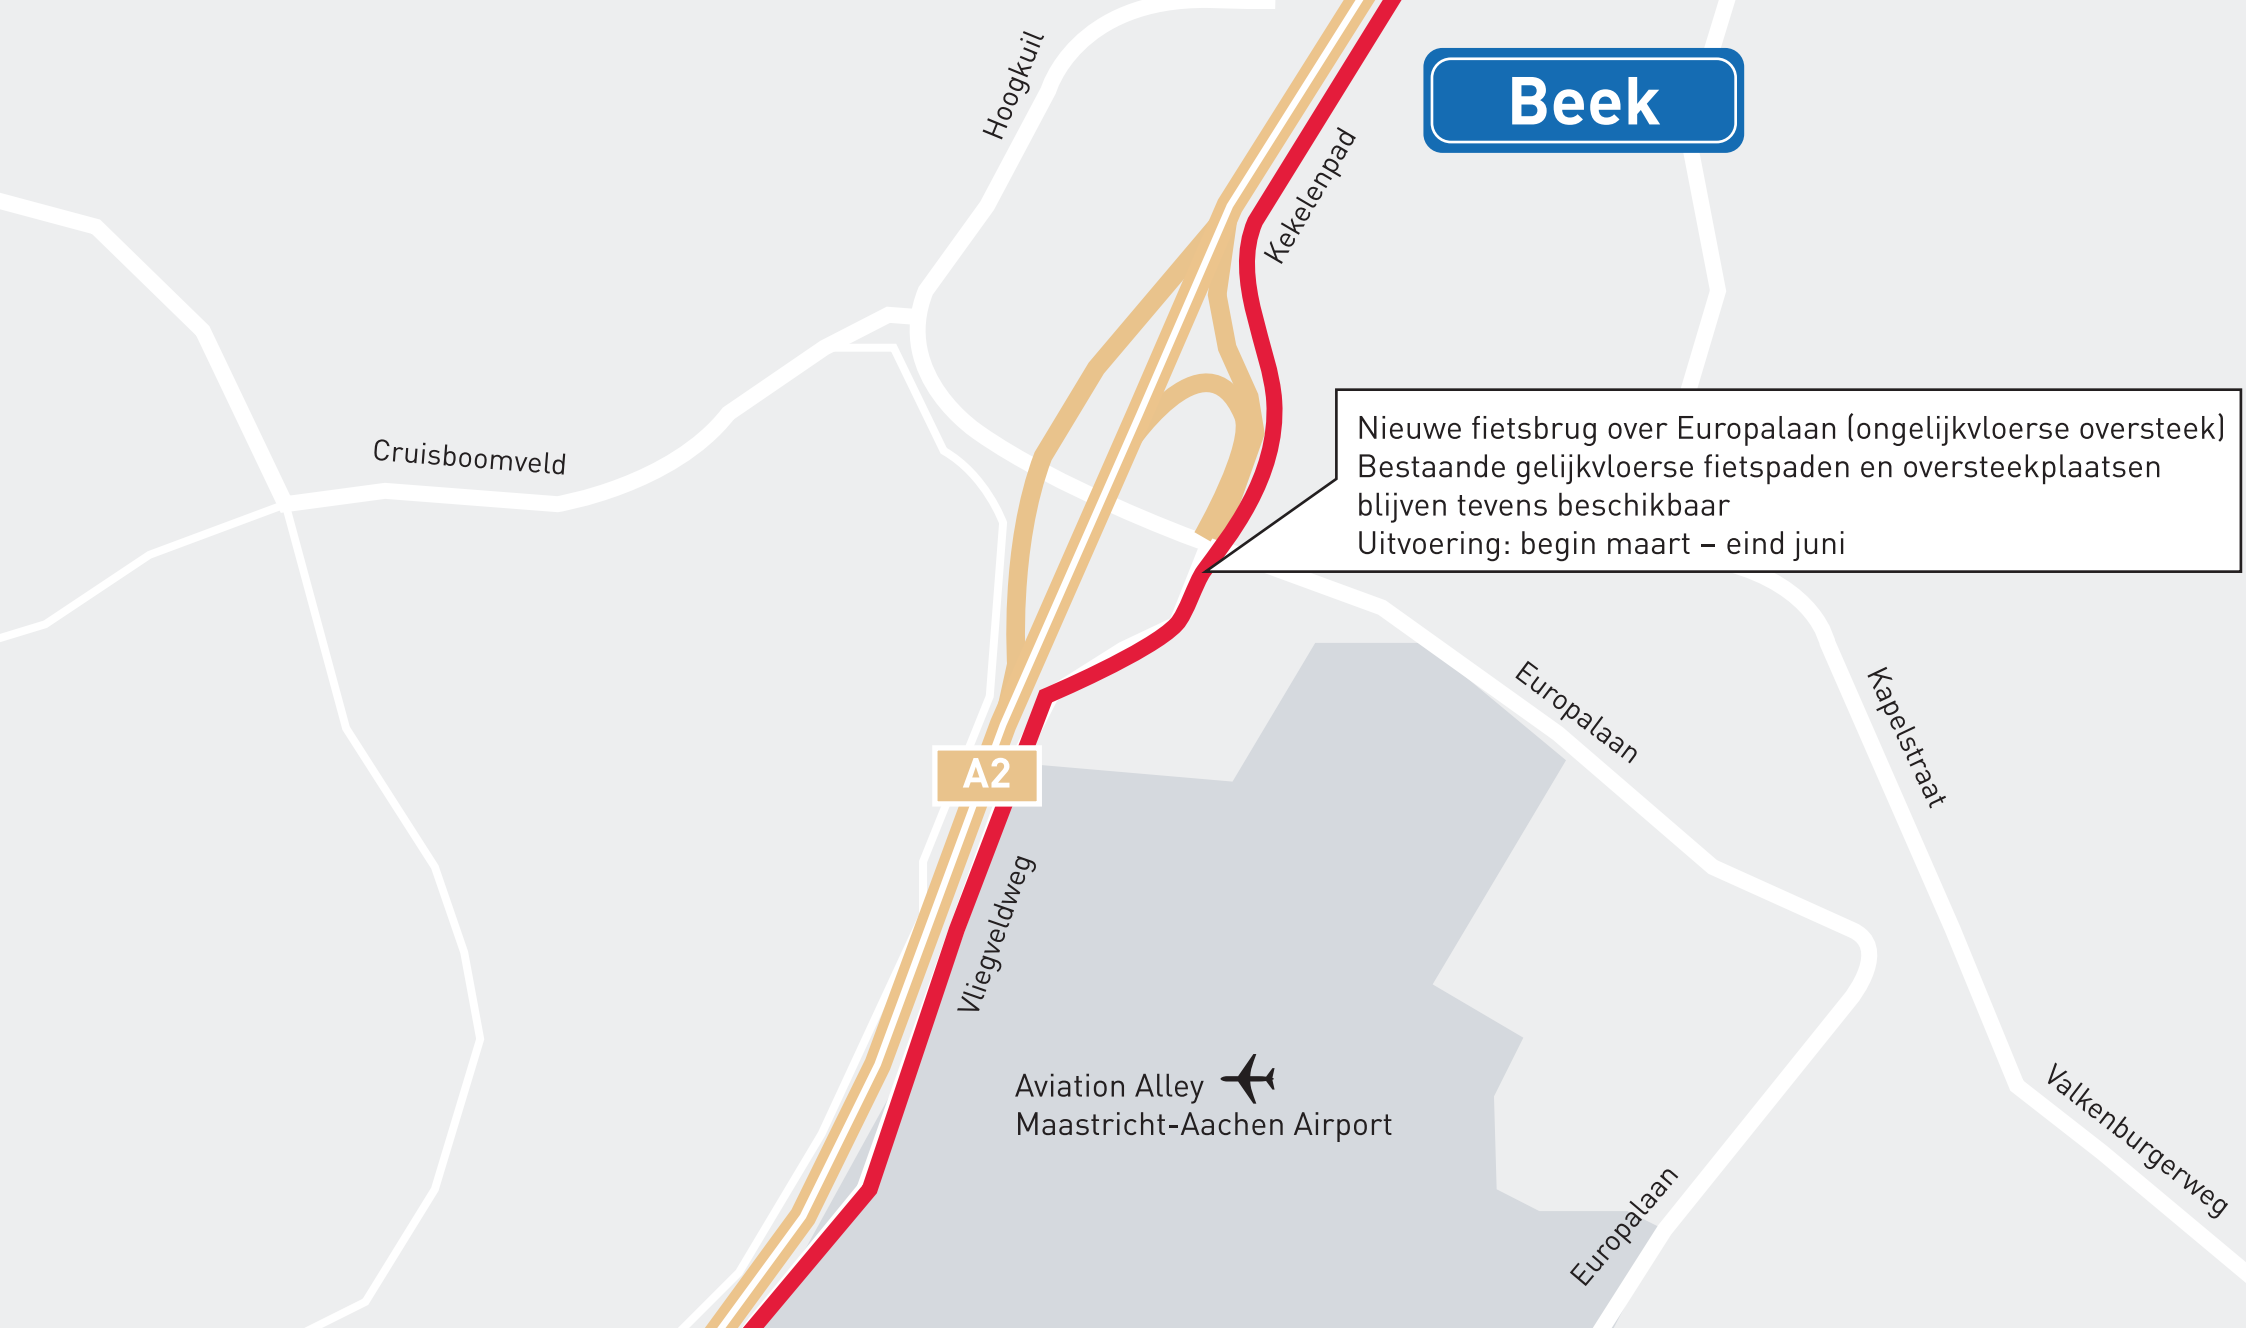 Hoogkuil
Beek
Kekelenpad
Cruisboomveld
Nieuwe fietsbrug over Europalaan (ongelijkvloerse oversteek)
Bestaande gelijkvloerse fietspaden en oversteekplaatsen
blijven tevens beschikbaar
Uitvoering: begin maart – eind juni
Europalaan
Kapelstraat
A2
Vliegveldweg
Aviation Alley
Maastricht-Aachen Airport
Valkenburgerweg
Europalaan